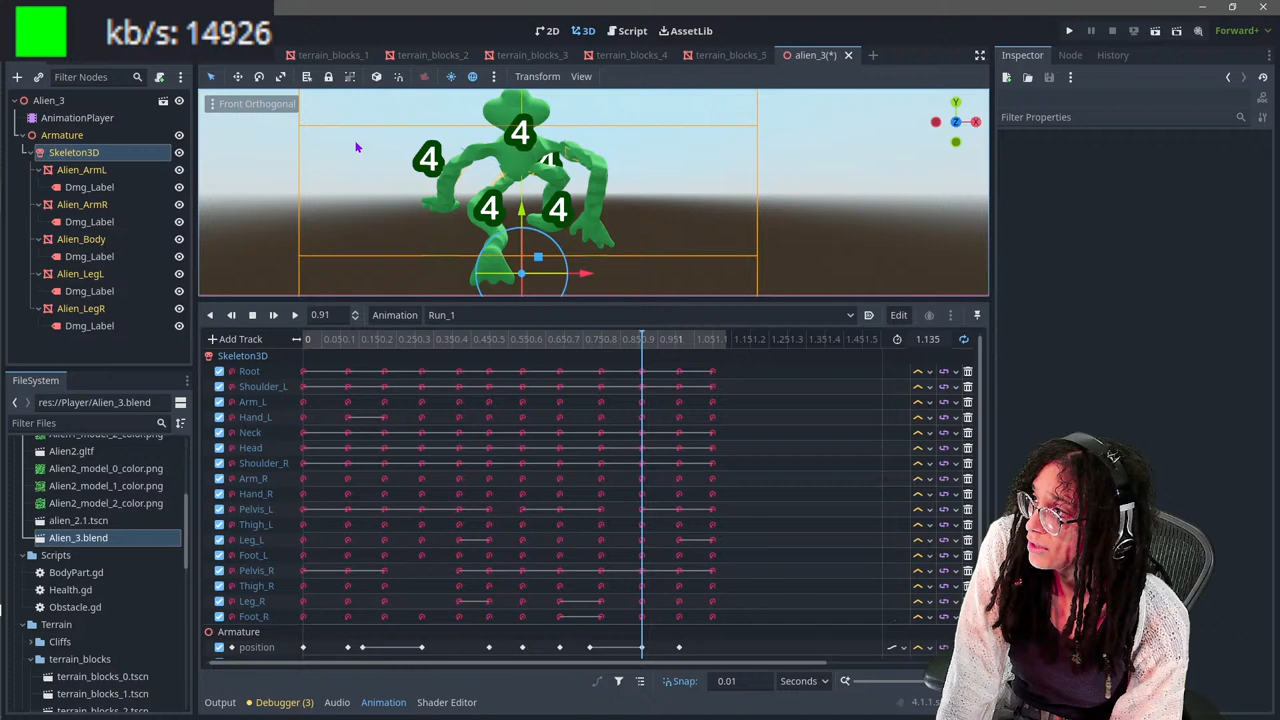 kb/s: 14926
2D 3D Script AssetLib
Forward+
terrain_blocks_1 terrain_blocks_2 terrain_blocks_3 terrain_blocks_4 terrain_blocks_5 alien_3(*)
Inspector Node History
Filter Nodes
Transform View
Front Orthogonal
Y
Z
X
Filter Properties
Alien_3
AnimationPlayer
Armature
Skeleton3D
Alien_ArmL
Dmg_Label
Alien_ArmR
Dmg_Label
Alien_Body
Dmg_Label
Alien_LegL
Dmg_Label
Alien_LegR
Dmg_Label
4
4
4
4
4
0.91 Animation Run_1 Edit
Add Track
1.135
Skeleton3D
Root
Shoulder_L
Arm_L
Hand_L
Neck
Head
Shoulder_R
Arm_R
Hand_R
Pelvis_L
Thigh_L
Leg_L
Foot_L
Pelvis_R
Thigh_R
Leg_R
Foot_R
Armature
position
FileSystem
res://Player/Alien_3.blend
Filter Files
Alien2.gltf
Alien2_model_0_color.png
Alien2_model_1_color.png
Alien2_model_2_color.png
alien_2.1.tscn
Alien_3.blend
Scripts
BodyPart.gd
Health.gd
Obstacle.gd
Terrain
Cliffs
terrain_blocks
terrain_blocks_0.tscn
terrain_blocks_1.tscn
Snap: 0.01 Seconds
Output Debugger (3) Audio Animation Shader Editor